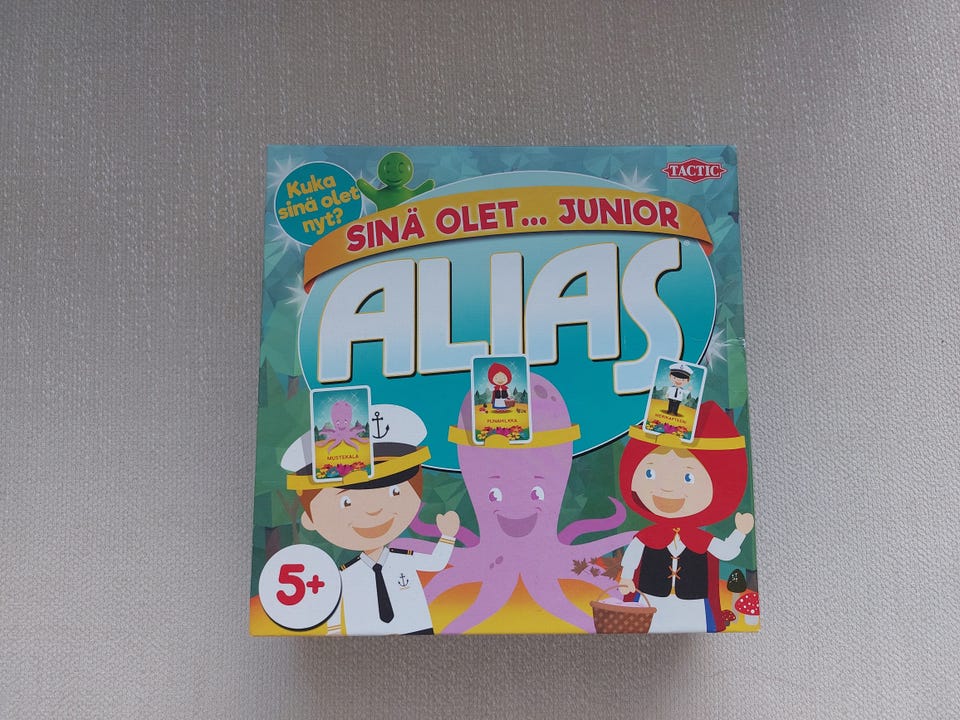 Kuka
sinä olet
nyt?
TACTIC
SINÄ OLET... JUNIOR
ALIAS
MUSTEKALA
PUNAHILKKA
MERIKAPTEENI
5+